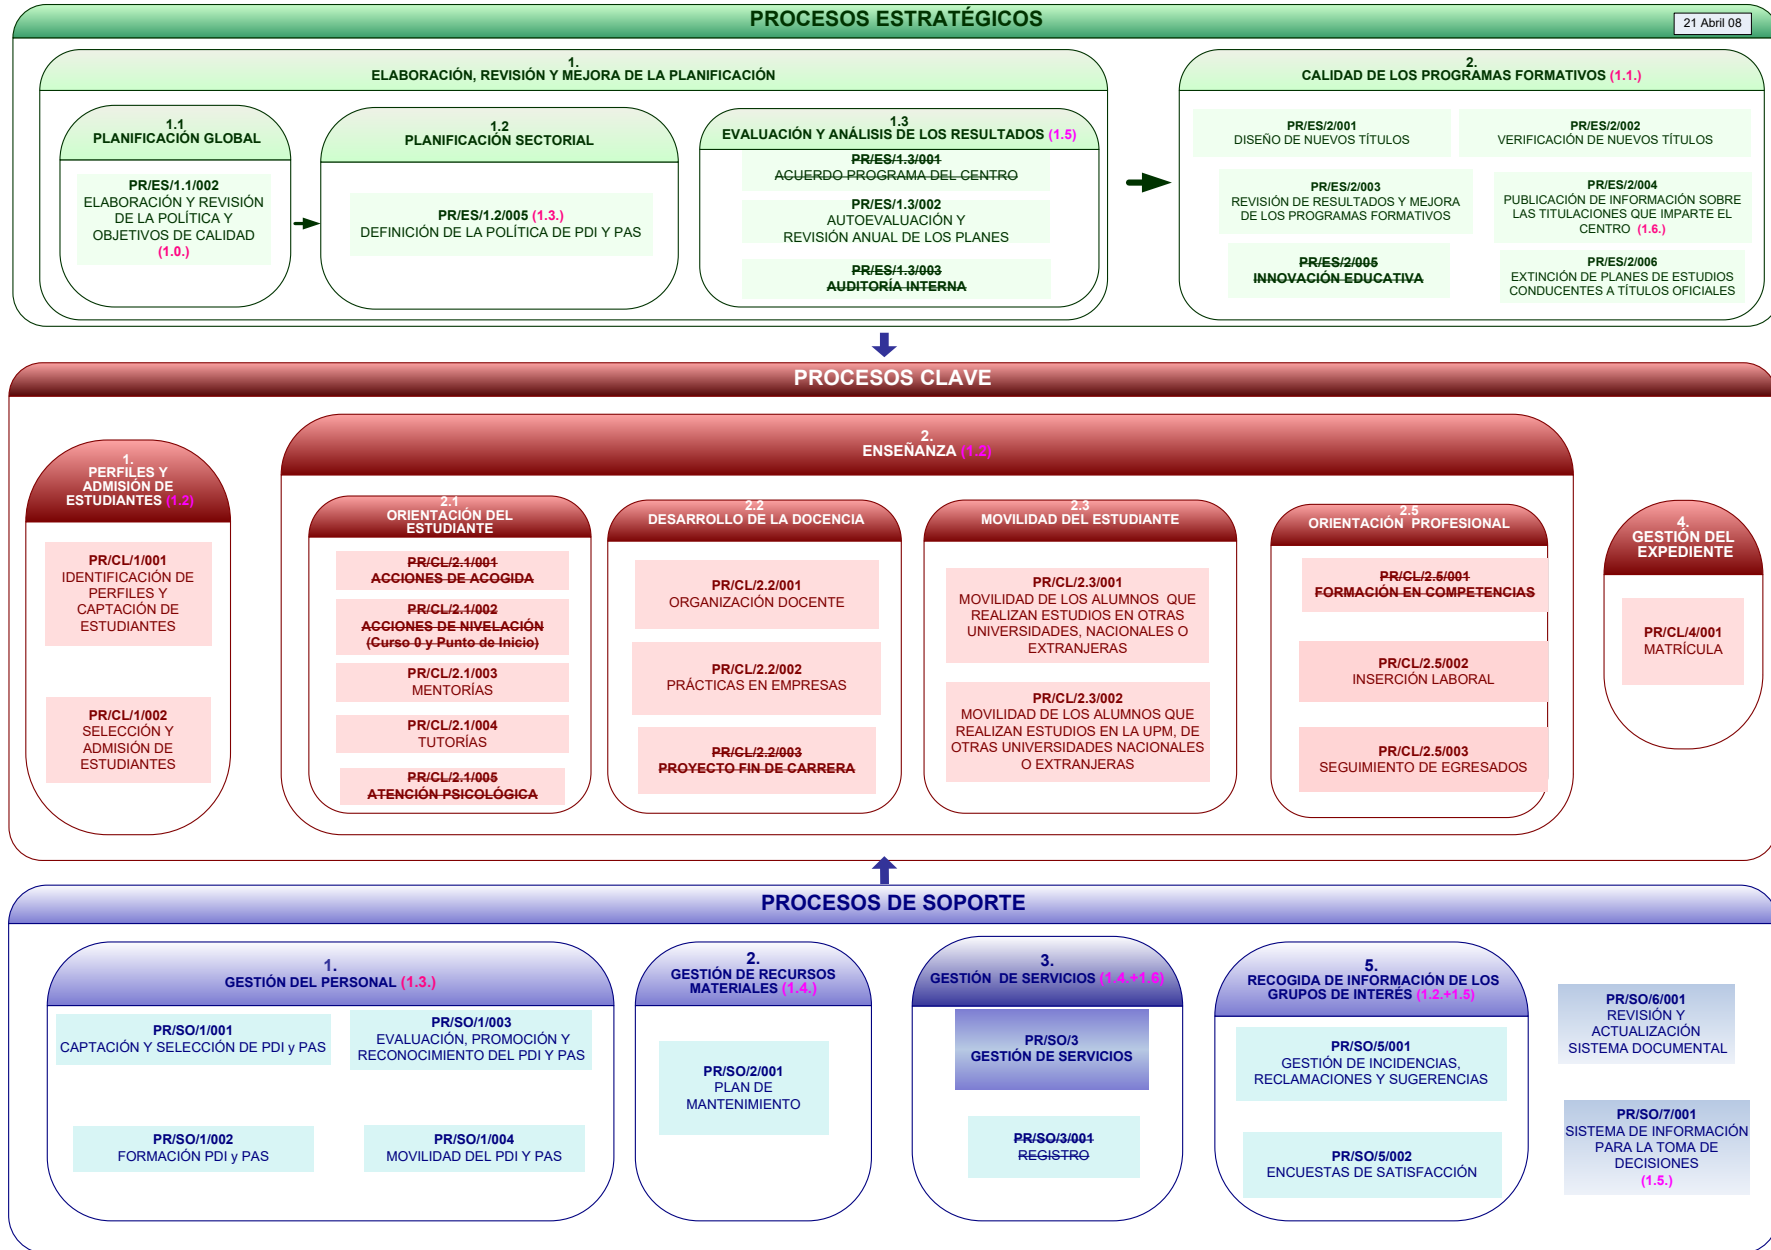 PROCESOS ESTRATÉGICOS
21 Abril 08
1.
ELABORACIÓN, REVISIÓN Y MEJORA DE LA PLANIFICACIÓN
1.1
PLANIFICACIÓN GLOBAL
PR/ES/1.1/002
ELABORACIÓN Y REVISIÓN
DE LA POLÍTICA Y
OBJETIVOS DE CALIDAD
(1.0.)
1.2
PLANIFICACIÓN SECTORIAL
PR/ES/1.2/005 (1.3.)
DEFINICIÓN DE LA POLÍTICA DE PDI Y PAS
1.3
EVALUACIÓN Y ANÁLISIS DE LOS RESULTADOS (1.5)
PR/ES/1.3/001
ACUERDO PROGRAMA DEL CENTRO
PR/ES/1.3/002
AUTOEVALUACIÓN Y
REVISIÓN ANUAL DE LOS PLANES
PR/ES/1.3/003
AUDITORÍA INTERNA
2.
CALIDAD DE LOS PROGRAMAS FORMATIVOS (1.1.)
PR/ES/2/001
DISEÑO DE NUEVOS TÍTULOS
PR/ES/2/002
VERIFICACIÓN DE NUEVOS TÍTULOS
PR/ES/2/003
REVISIÓN DE RESULTADOS Y MEJORA
DE LOS PROGRAMAS FORMATIVOS
PR/ES/2/004
PUBLICACIÓN DE INFORMACIÓN SOBRE
LAS TITULACIONES QUE IMPARTE EL
CENTRO (1.6.)
PR/ES/2/005
INNOVACIÓN EDUCATIVA
PR/ES/2/006
EXTINCIÓN DE PLANES DE ESTUDIOS
CONDUCENTES A TÍTULOS OFICIALES
PROCESOS CLAVE
1.
PERFILES Y
ADMISIÓN DE
ESTUDIANTES (1.2)
PR/CL/1/001
IDENTIFICACIÓN DE
PERFILES Y
CAPTACIÓN DE
ESTUDIANTES
PR/CL/1/002
SELECCIÓN Y
ADMISIÓN DE
ESTUDIANTES
2.
ENSEÑANZA (1.2)
2.1
ORIENTACIÓN DEL
ESTUDIANTE
PR/CL/2.1/001
ACCIONES DE ACOGIDA
PR/CL/2.1/002
ACCIONES DE NIVELACIÓN
(Curso 0 y Punto de Inicio)
PR/CL/2.1/003
MENTORÍAS
PR/CL/2.1/004
TUTORÍAS
PR/CL/2.1/005
ATENCIÓN PSICOLÓGICA
2.2
DESARROLLO DE LA DOCENCIA
PR/CL/2.2/001
ORGANIZACIÓN DOCENTE
PR/CL/2.2/002
PRÁCTICAS EN EMPRESAS
PR/CL/2.2/003
PROYECTO FIN DE CARRERA
2.3
MOVILIDAD DEL ESTUDIANTE
PR/CL/2.3/001
MOVILIDAD DE LOS ALUMNOS QUE
REALIZAN ESTUDIOS EN OTRAS
UNIVERSIDADES, NACIONALES O
EXTRANJERAS
PR/CL/2.3/002
MOVILIDAD DE LOS ALUMNOS QUE
REALIZAN ESTUDIOS EN LA UPM, DE
OTRAS UNIVERSIDADES NACIONALES
O EXTRANJERAS
2.5
ORIENTACIÓN PROFESIONAL
PR/CL/2.5/001
FORMACIÓN EN COMPETENCIAS
PR/CL/2.5/002
INSERCIÓN LABORAL
PR/CL/2.5/003
SEGUIMIENTO DE EGRESADOS
4.
GESTIÓN DEL
EXPEDIENTE
PR/CL/4/001
MATRÍCULA
PROCESOS DE SOPORTE
1.
GESTIÓN DEL PERSONAL (1.3.)
PR/SO/1/001
CAPTACIÓN Y SELECCIÓN DE PDI y PAS
PR/SO/1/003
EVALUACIÓN, PROMOCIÓN Y
RECONOCIMIENTO DEL PDI Y PAS
PR/SO/1/002
FORMACIÓN PDI y PAS
PR/SO/1/004
MOVILIDAD DEL PDI Y PAS
2.
GESTIÓN DE RECURSOS
MATERIALES (1.4.)
PR/SO/2/001
PLAN DE
MANTENIMIENTO
3.
GESTIÓN DE SERVICIOS (1.4.+1.6)
PR/SO/3
GESTIÓN DE SERVICIOS
PR/SO/3/001
REGISTRO
5.
RECOGIDA DE INFORMACIÓN DE LOS
GRUPOS DE INTERÉS (1.2.+1.5)
PR/SO/5/001
GESTIÓN DE INCIDENCIAS,
RECLAMACIONES Y SUGERENCIAS
PR/SO/5/002
ENCUESTAS DE SATISFACCIÓN
PR/SO/6/001
REVISIÓN Y
ACTUALIZACIÓN
SISTEMA DOCUMENTAL
PR/SO/7/001
SISTEMA DE INFORMACIÓN
PARA LA TOMA DE
DECISIONES
(1.5.)